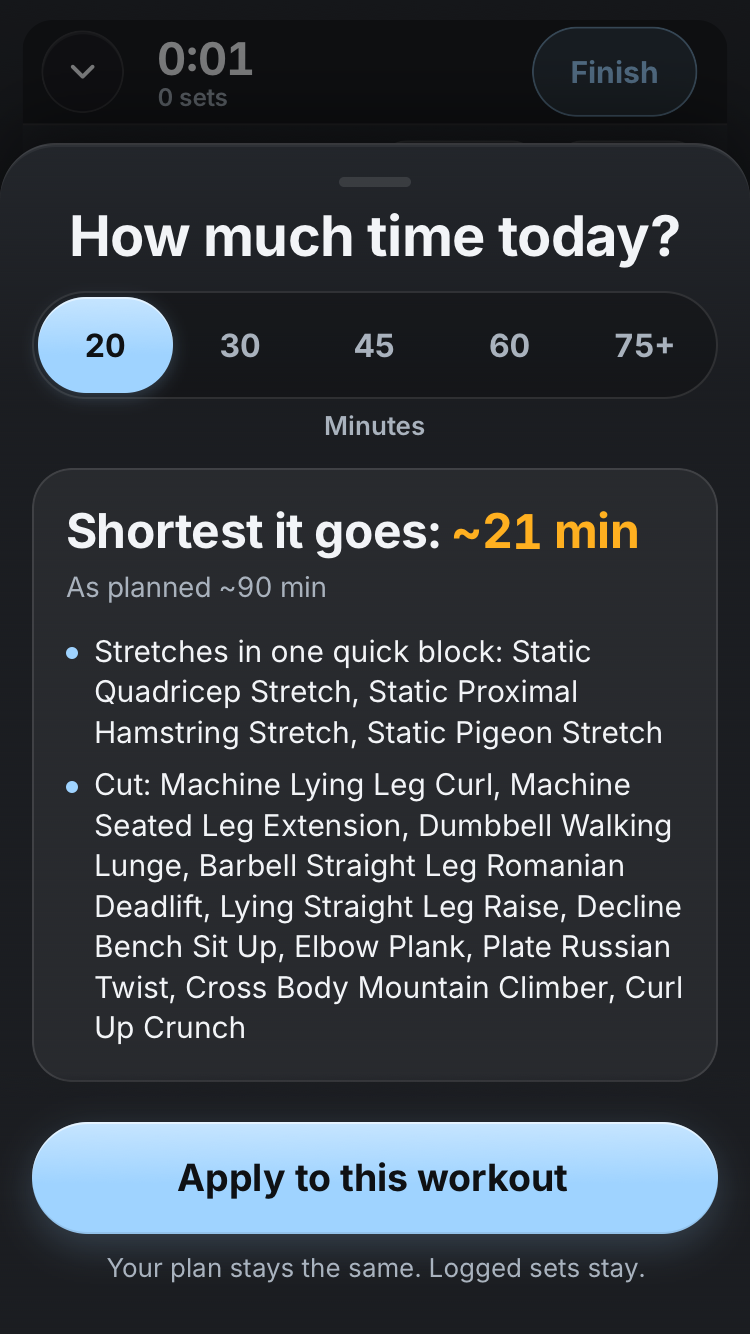 0:01
0 sets
Finish
How much time today?
20 30 45 60 75+
Minutes
Shortest it goes: ~21 min
As planned ~90 min
• Stretches in one quick block: Static
Quadricep Stretch, Static Proximal
Hamstring Stretch, Static Pigeon Stretch
• Cut: Machine Lying Leg Curl, Machine
Seated Leg Extension, Dumbbell Walking
Lunge, Barbell Straight Leg Romanian
Deadlift, Lying Straight Leg Raise, Decline
Bench Sit Up, Elbow Plank, Plate Russian
Twist, Cross Body Mountain Climber, Curl
Up Crunch
Apply to this workout
Your plan stays the same. Logged sets stay.